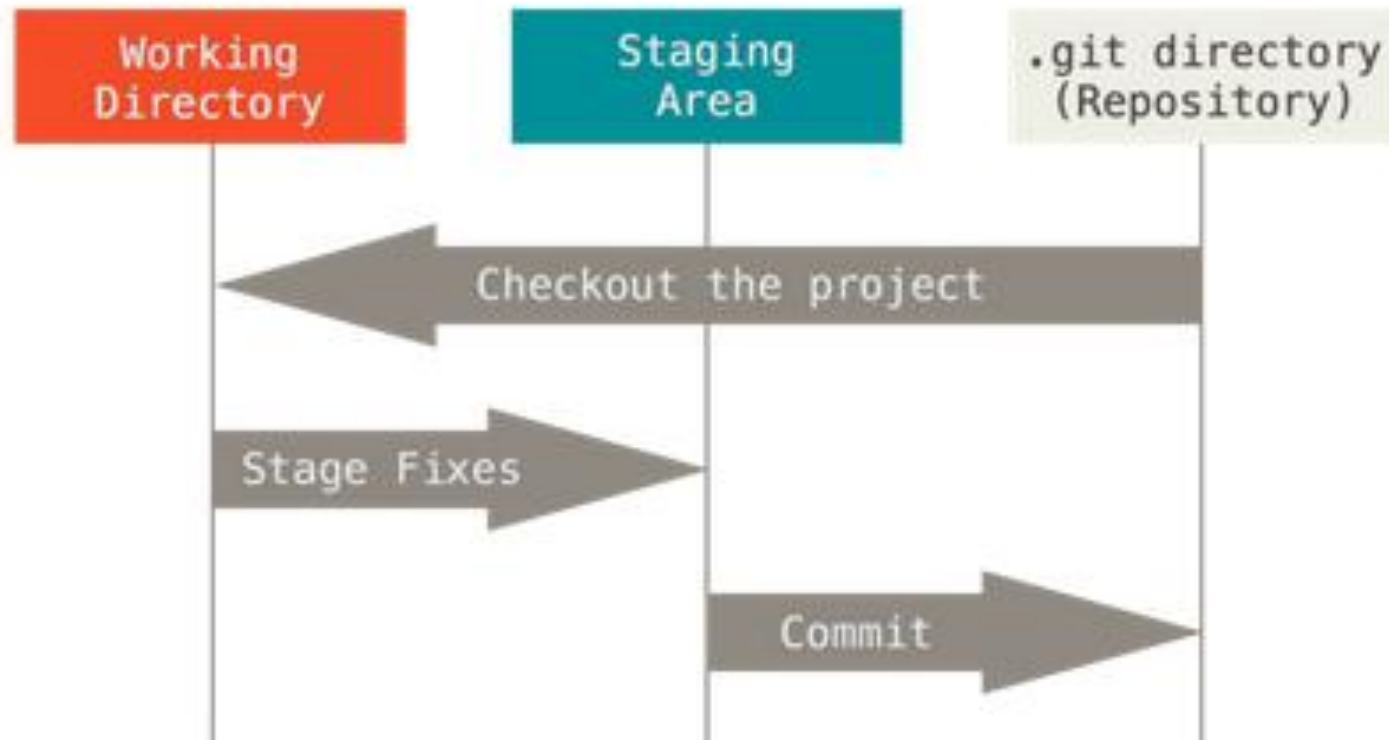 Working
Directory
Staging
Area
.git directory
(Repository)
Checkout the project
Stage Fixes
Commit